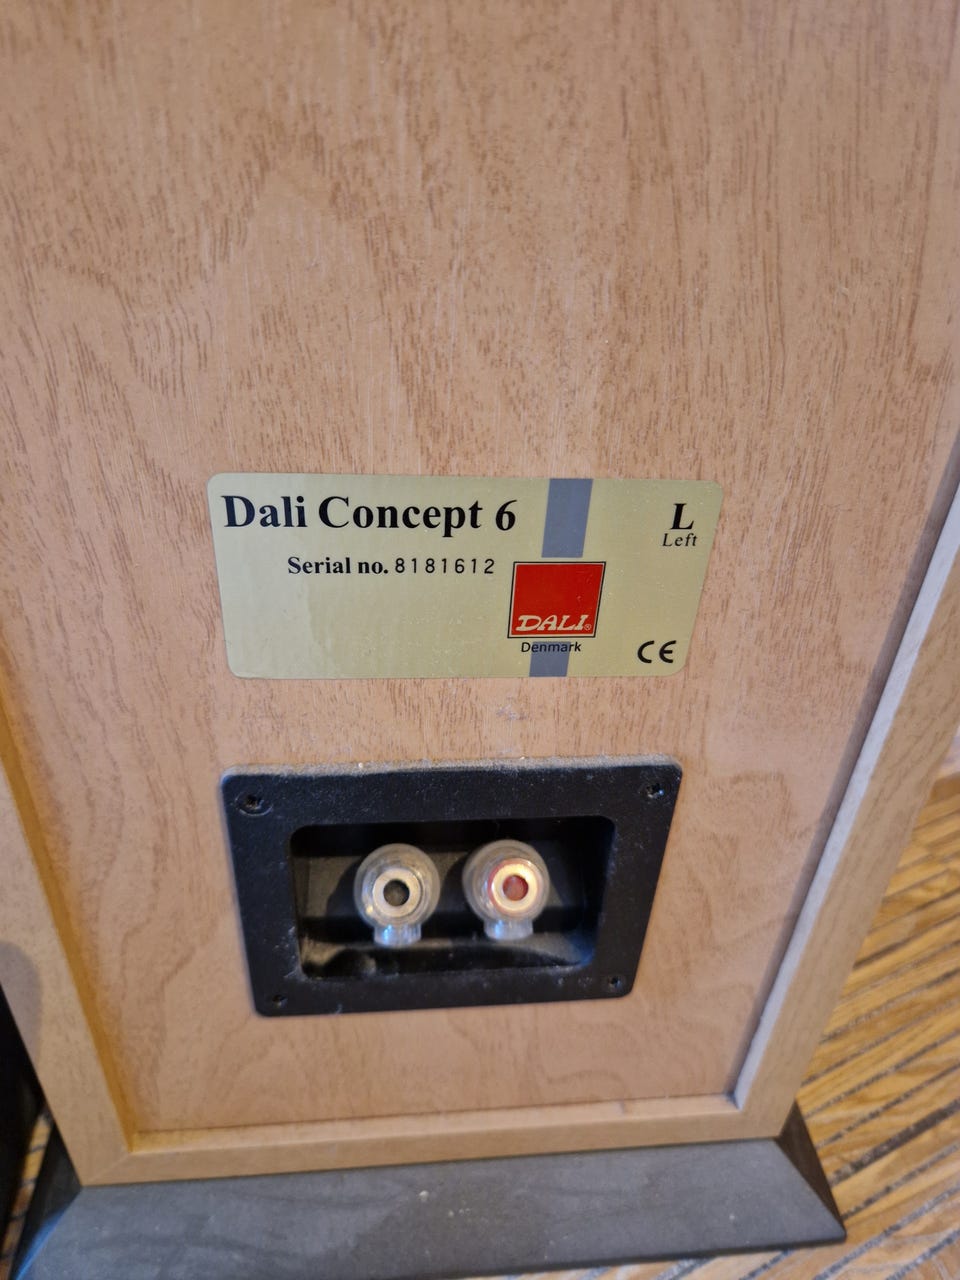 Dali Concept 6
L
Left
Serial no. 8181612
DALI®
Denmark
CE